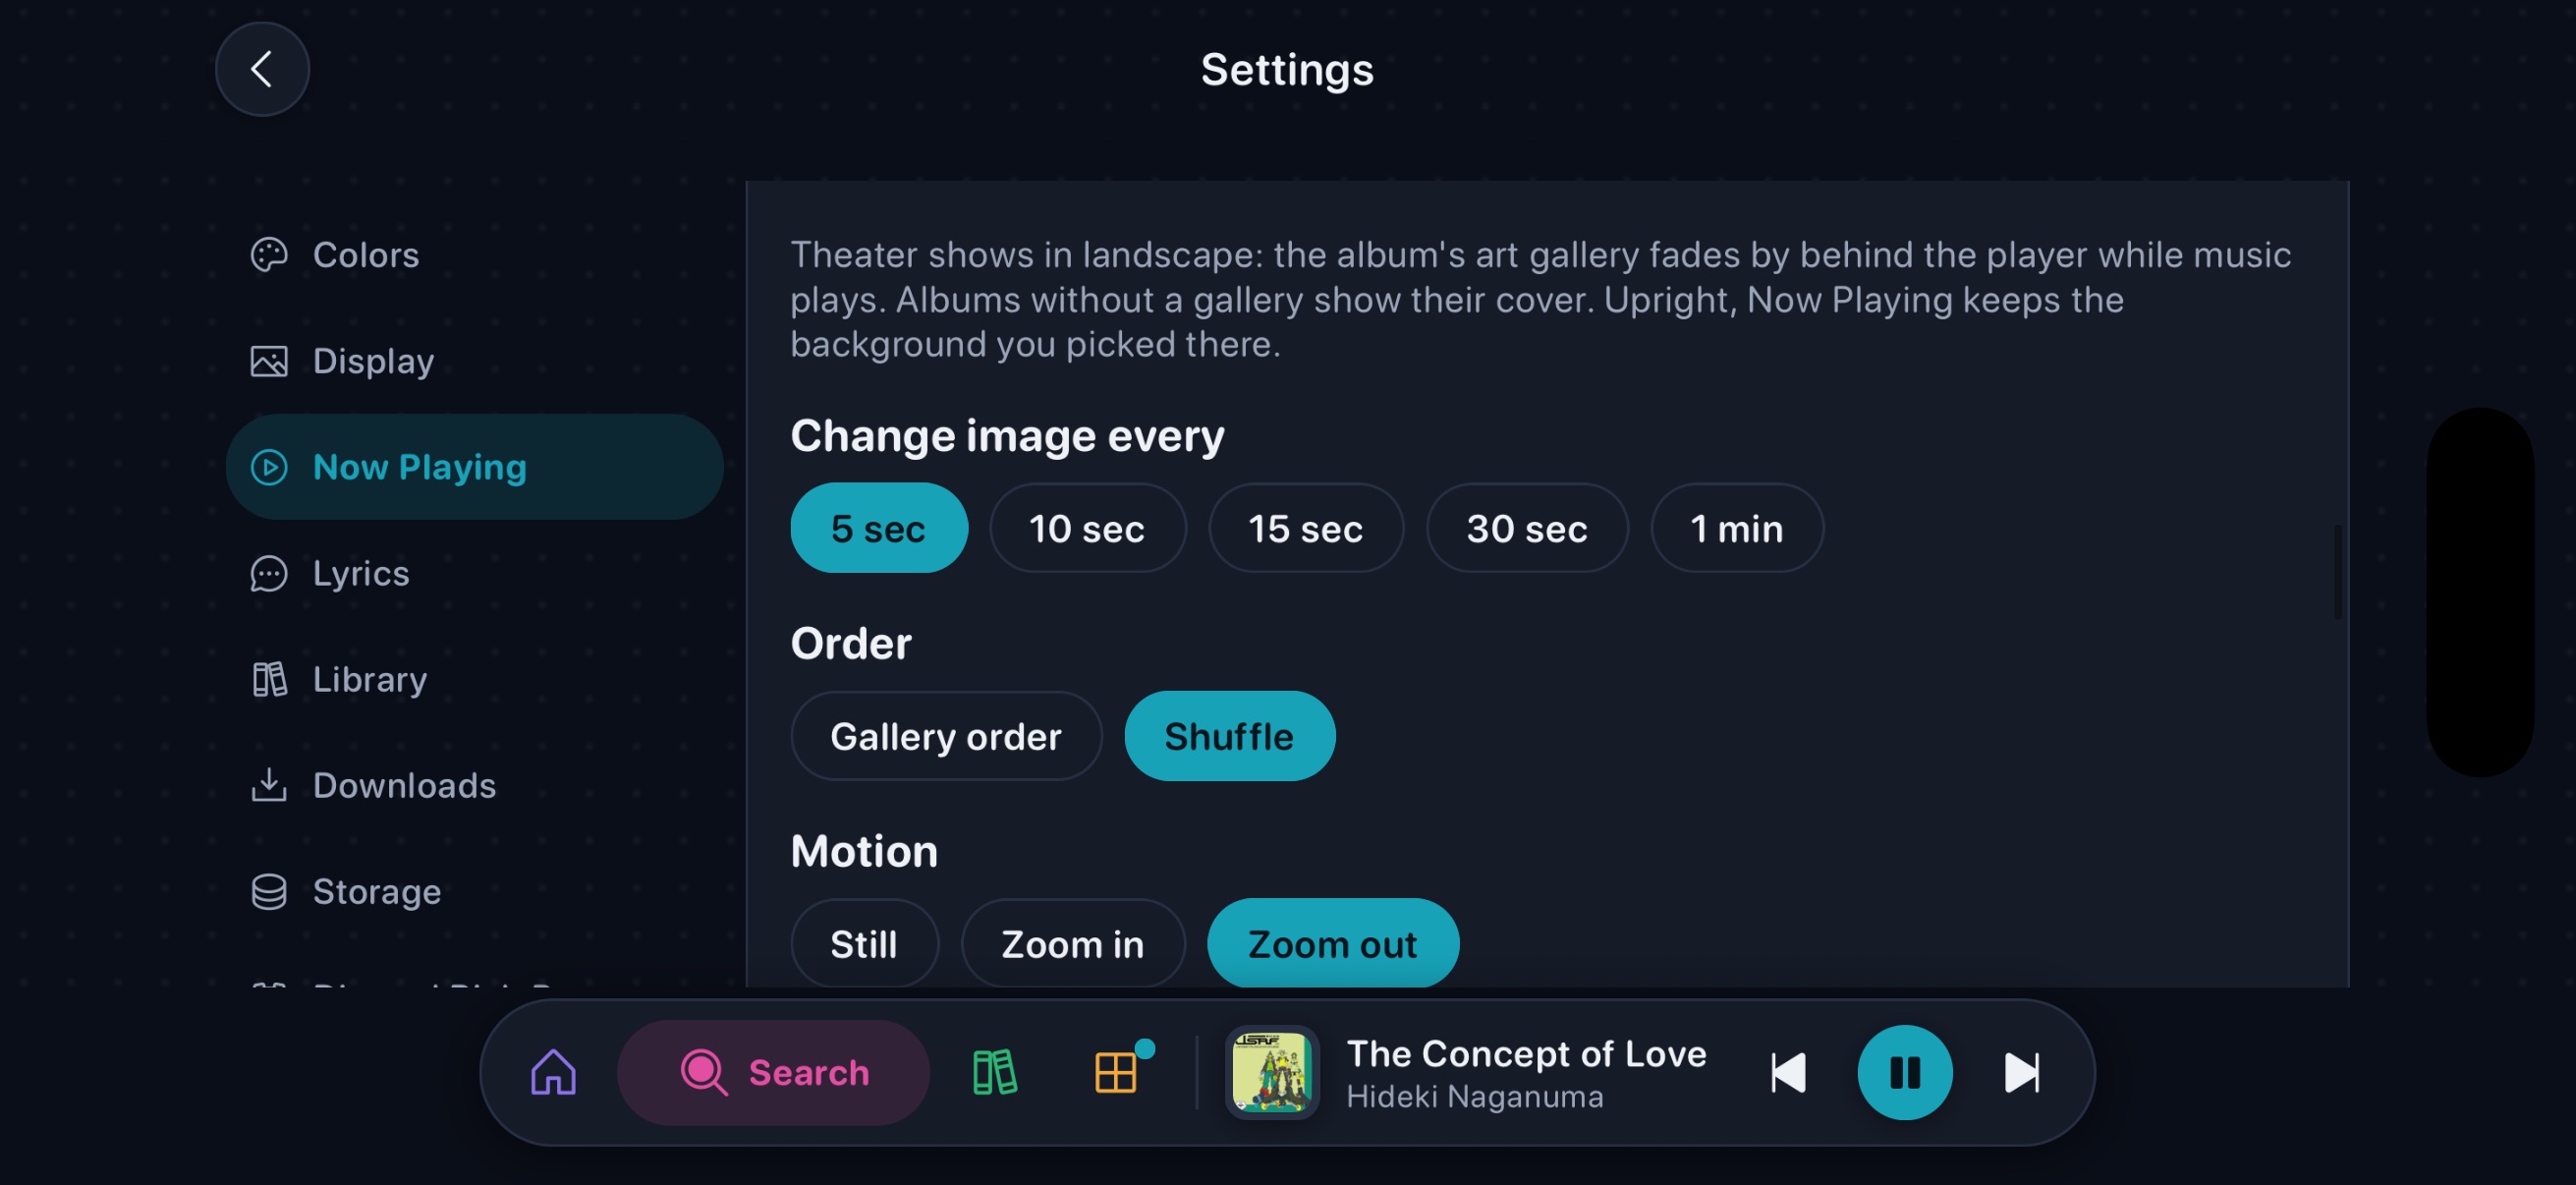 Settings
Colors
Display
Now Playing
Lyrics
Library
Downloads
Storage
Theater shows in landscape: the album's art gallery fades by behind the player while music
plays. Albums without a gallery show their cover. Upright, Now Playing keeps the
background you picked there.
Change image every
5 sec
10 sec
15 sec
30 sec
1 min
Order
Gallery order
Shuffle
Motion
Still
Zoom in
Zoom out
Search
JSRF
The Concept of Love
Hideki Naganuma